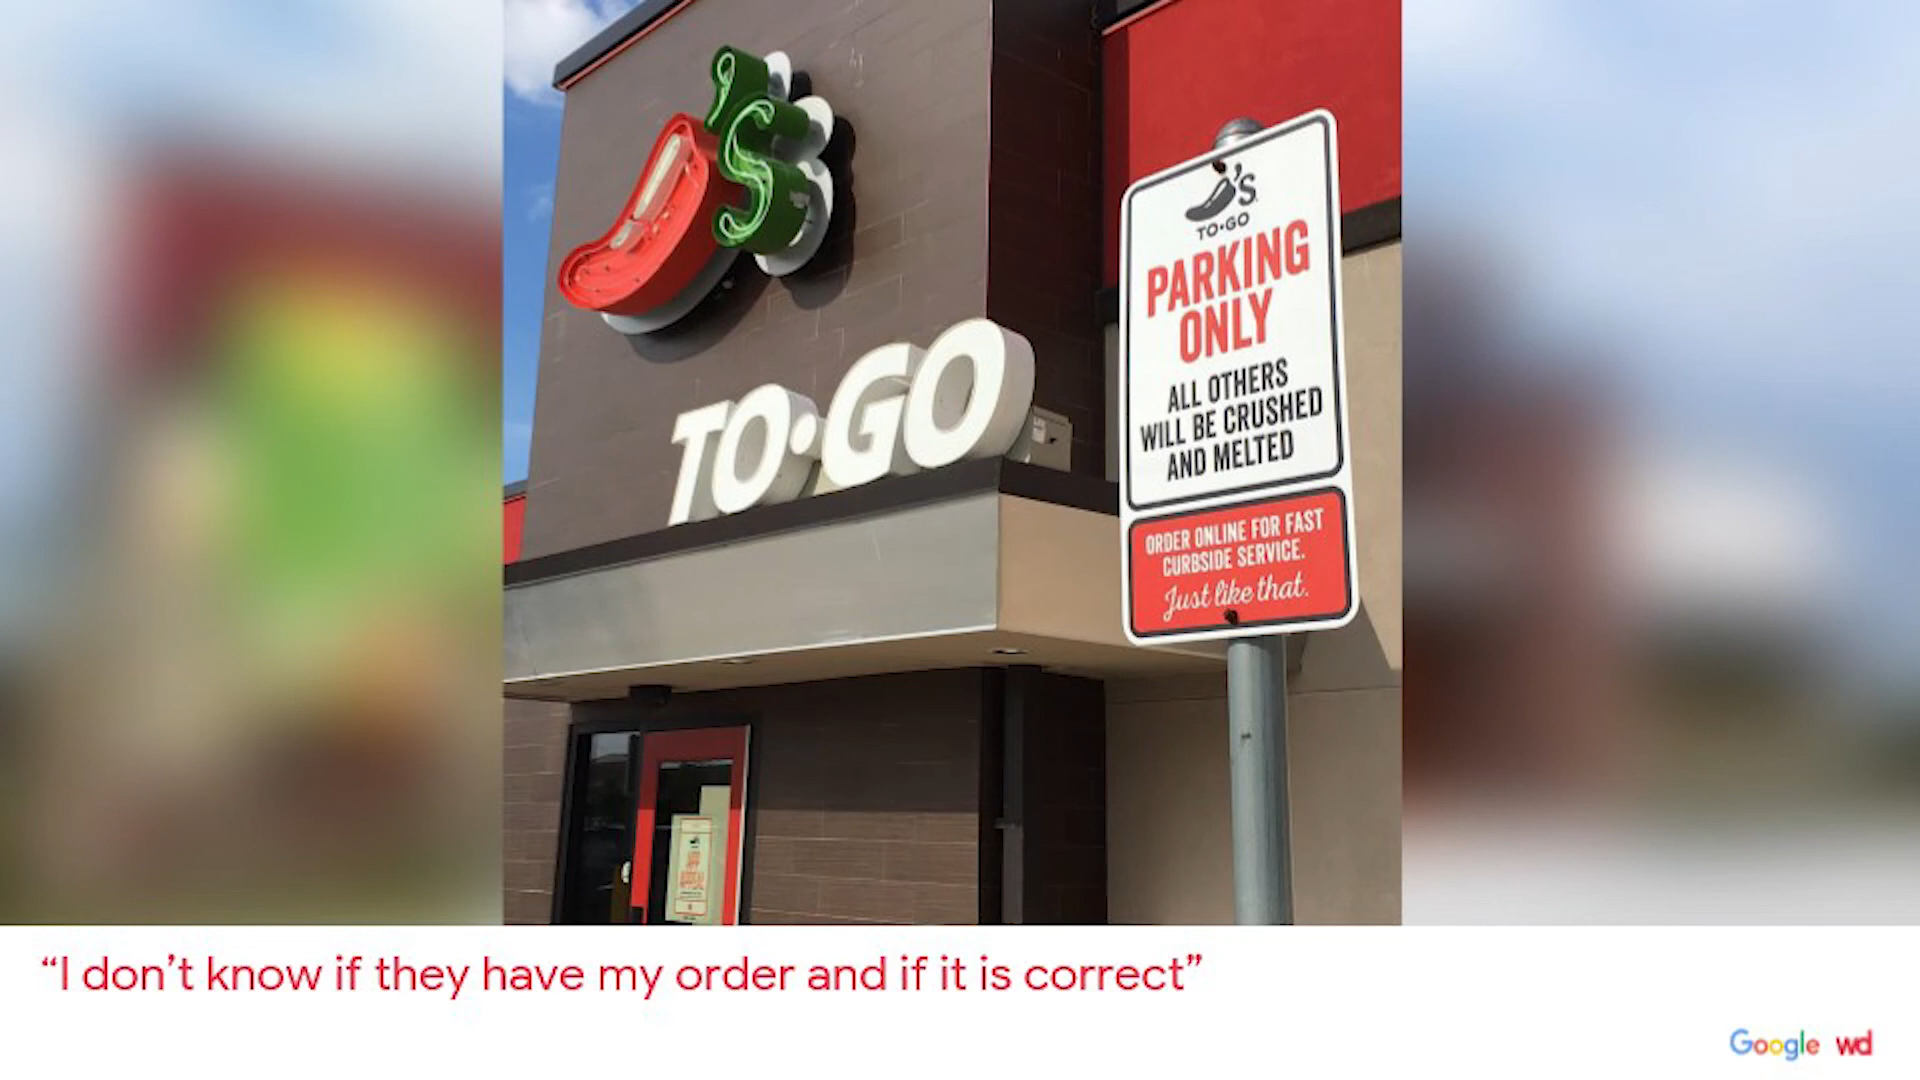 'S
TO•GO
'S
TO•GO
PARKING
ONLY
ALL OTHERS
WILL BE CRUSHED
AND MELTED
ORDER ONLINE FOR FAST
CURBSIDE SERVICE.
Just like that.
“I don’t know if they have my order and if it is correct”
Google wd